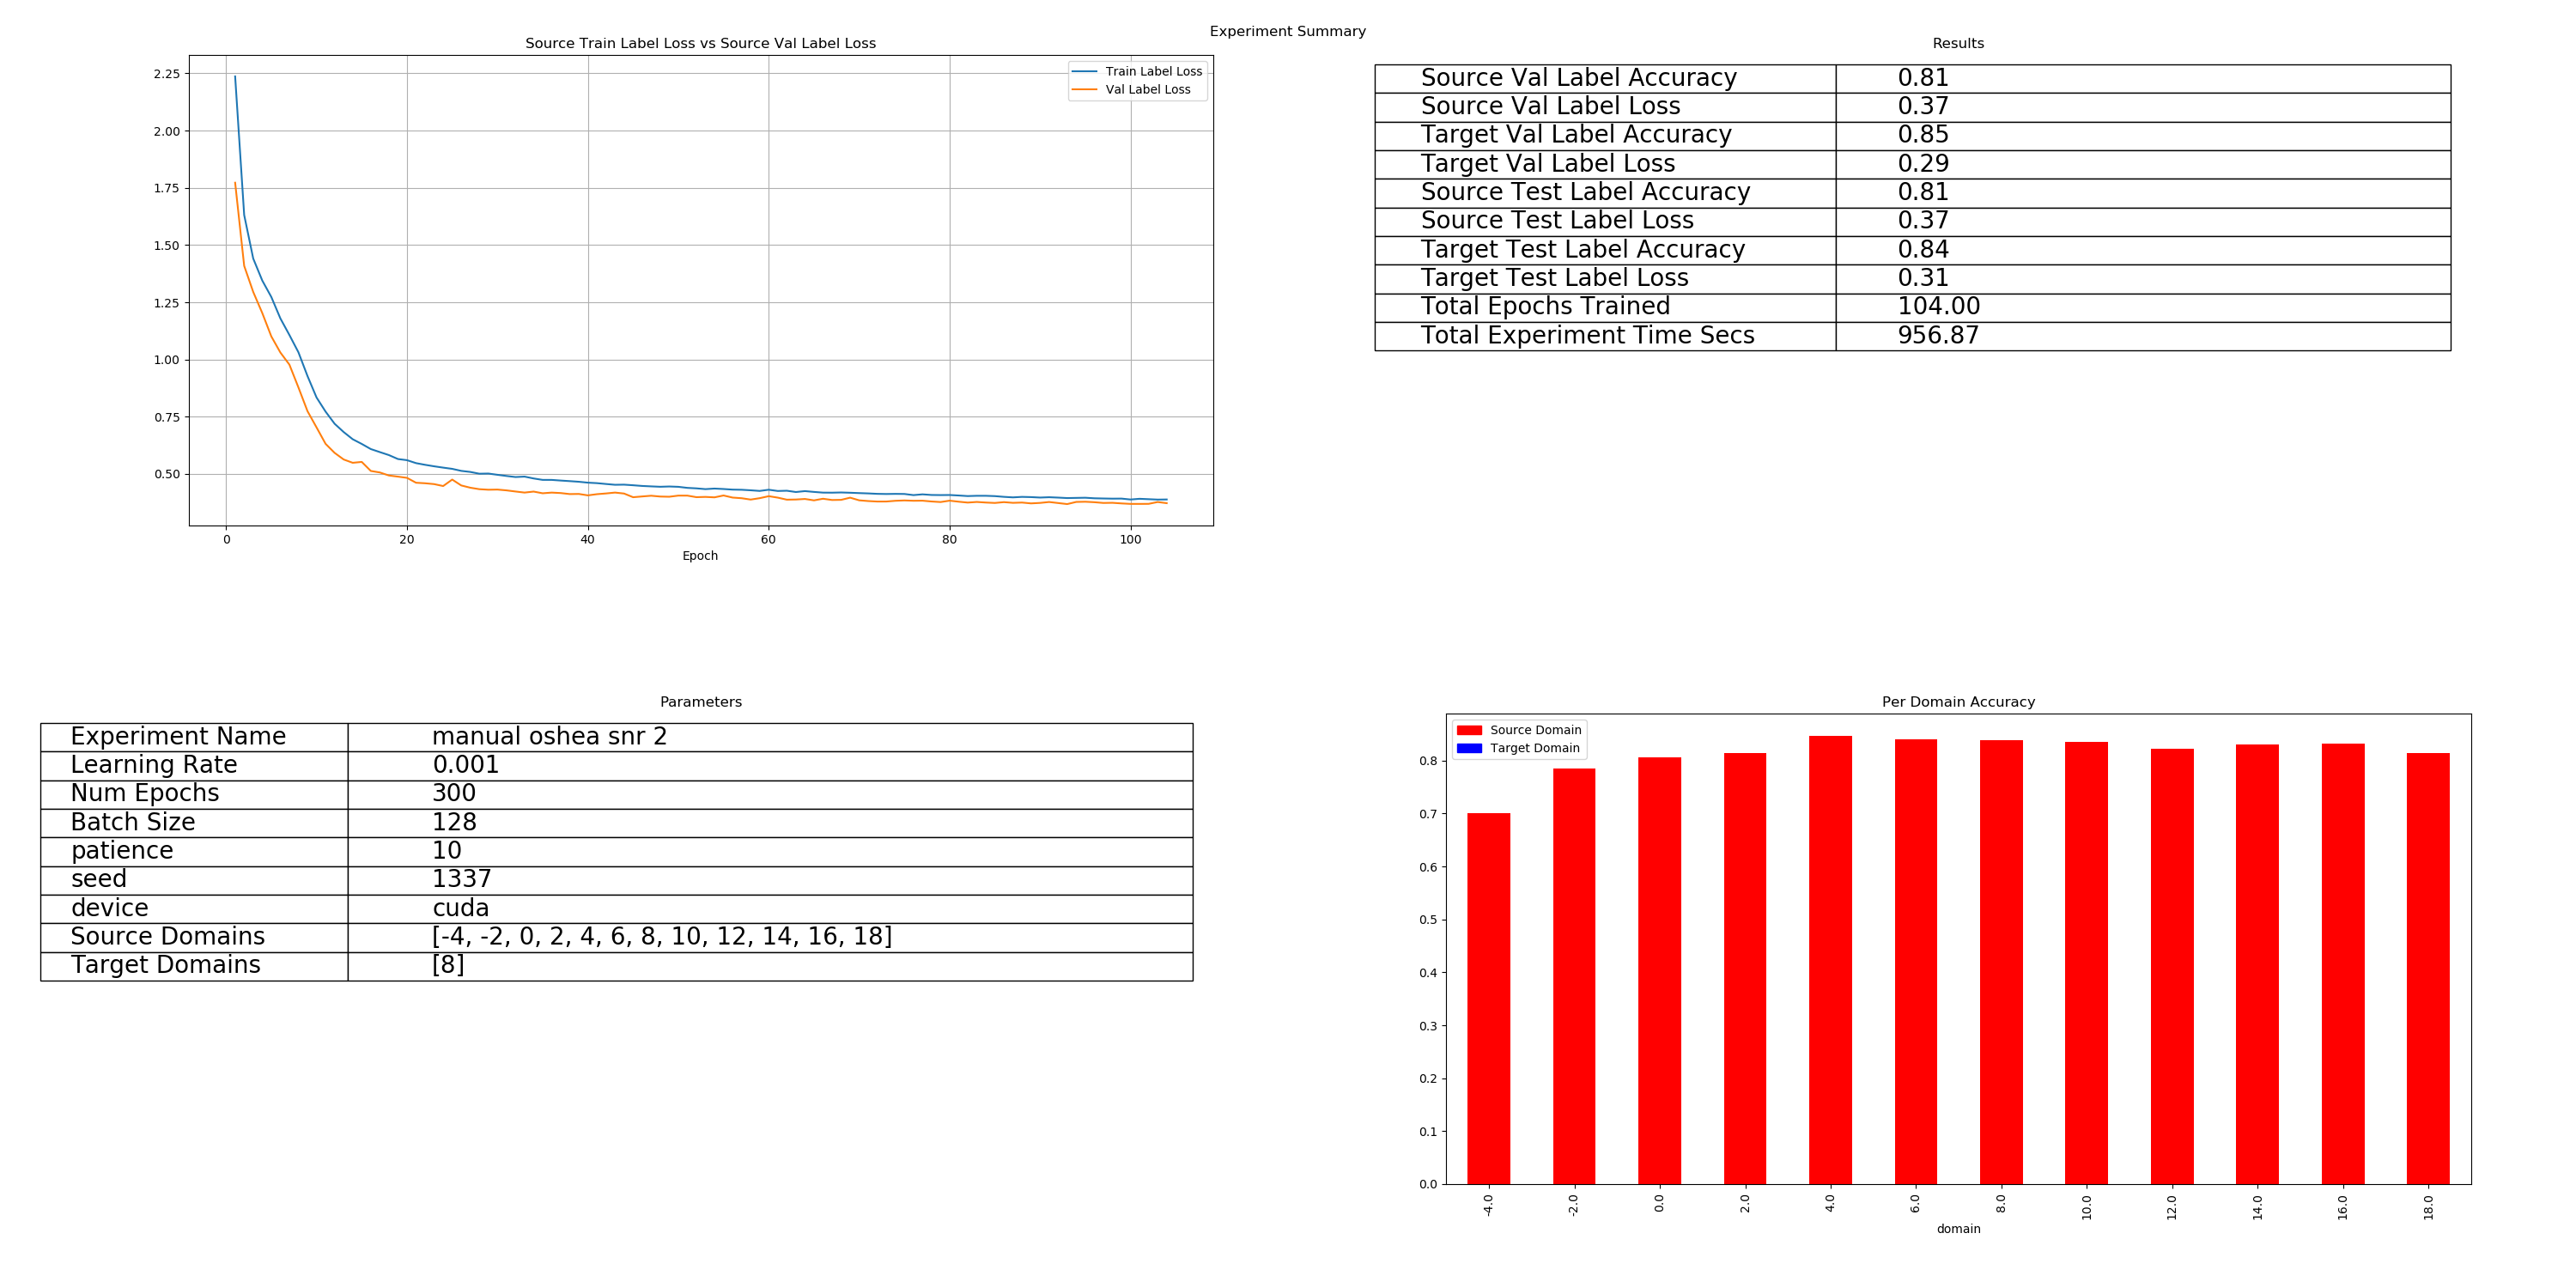 Experiment Summary
Source Train Label Loss vs Source Val Label Loss
Train Label Loss
Val Label Loss
2.25
2.00
1.75
1.50
1.25
1.00
0.75
0.50
0 20 40 60 80 100
Epoch
Results
Source Val Label Accuracy 0.81
Source Val Label Loss 0.37
Target Val Label Accuracy 0.85
Target Val Label Loss 0.29
Source Test Label Accuracy 0.81
Source Test Label Loss 0.37
Target Test Label Accuracy 0.84
Target Test Label Loss 0.31
Total Epochs Trained 104.00
Total Experiment Time Secs 956.87
Parameters
Experiment Name manual oshea snr 2
Learning Rate 0.001
Num Epochs 300
Batch Size 128
patience 10
seed 1337
device cuda
Source Domains [-4, -2, 0, 2, 4, 6, 8, 10, 12, 14, 16, 18]
Target Domains [8]
Per Domain Accuracy
Source Domain
Target Domain
0.8
0.7
0.6
0.5
0.4
0.3
0.2
0.1
0.0
-4.0 -2.0 0.0 2.0 4.0 6.0 8.0 10.0 12.0 14.0 16.0 18.0
domain